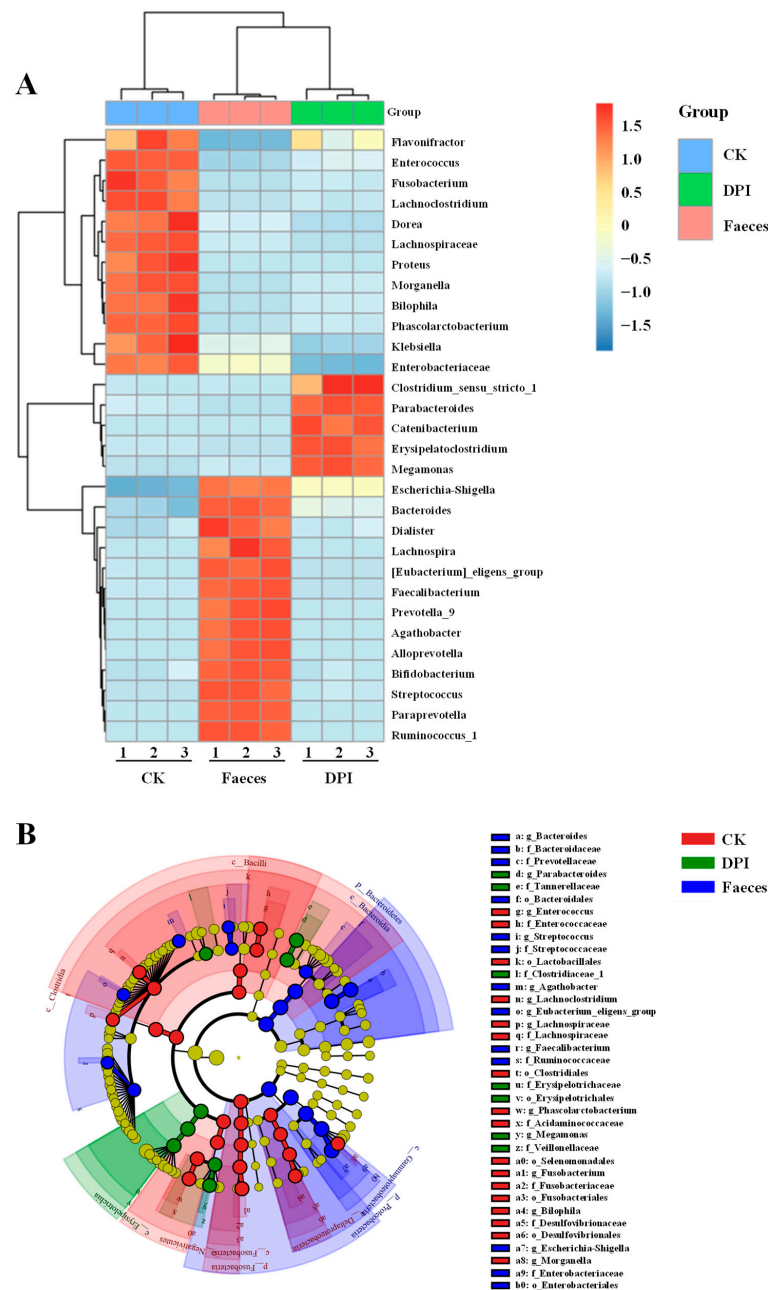 A
Group
Flavonifractor
Enterococcus
Fusobacterium
Lachnoclostridium
Dorea
Lachnospiraceae
Proteus
Morganella
Bilophila
Phascolarctobacterium
Klebsiella
Enterobacteriaceae
Clostridium_sensu_stricto_1
Parabacteroides
Catenibacterium
Erysipelatoclostridium
Megamonas
Escherichia-Shigella
Bacteroides
Dialister
Lachnospira
[Eubacterium]_eligens_group
Faecalibacterium
Prevotella_9
Agathobacter
Alloprevotella
Bifidobacterium
Streptococcus
Paraprevotella
Ruminococcus_1
1 2 3 1 2 3 1 2 3
CK Faeces DPI
1.5
1.0
0.5
0
−0.5
−1.0
−1.5
Group
CK
DPI
Faeces
B
c__Bacilli
p__Bacteroidetes
c__Bacteroidia
c__Clostridia
c__Erysipelotrichia
c__Negativicutes
c__Fusobacteriia
p__Fusobacteria
c__Deltaproteobacteria
c__Gammaproteobacteria
p__Proteobacteria
a: g_Bacteroides
b: f_Bacteroidaceae
c: f_Prevotellaceae
d: g_Parabacteroides
e: f_Tannerellaceae
f: o_Bacteroidales
g: g_Enterococcus
h: f_Enterococcaceae
i: g_Streptococcus
j: f_Streptococcaceae
k: o_Lactobacillales
l: f_Clostridiaceae_1
m: g_Agathobacter
n: g_Lachnoclostridium
o: g_Eubacterium_eligens_group
p: g_Lachnospiraceae
q: f_Lachnospiraceae
r: g_Faecalibacterium
s: f_Ruminococcaceae
t: o_Clostridiales
u: f_Erysipelotrichaceae
v: o_Erysipelotrichales
w: g_Phascolarctobacterium
x: f_Acidaminococcaceae
y: g_Megamonas
z: f_Veillonellaceae
a0: o_Selenomonadales
a1: g_Fusobacterium
a2: f_Fusobacteriaceae
a3: o_Fusobacteriales
a4: g_Bilophila
a5: f_Desulfovibrionaceae
a6: o_Desulfovibrionales
a7: g_Escherichia-Shigella
a8: g_Morganella
a9: f_Enterobacteriaceae
b0: o_Enterobacteriales
CK
DPI
Faeces